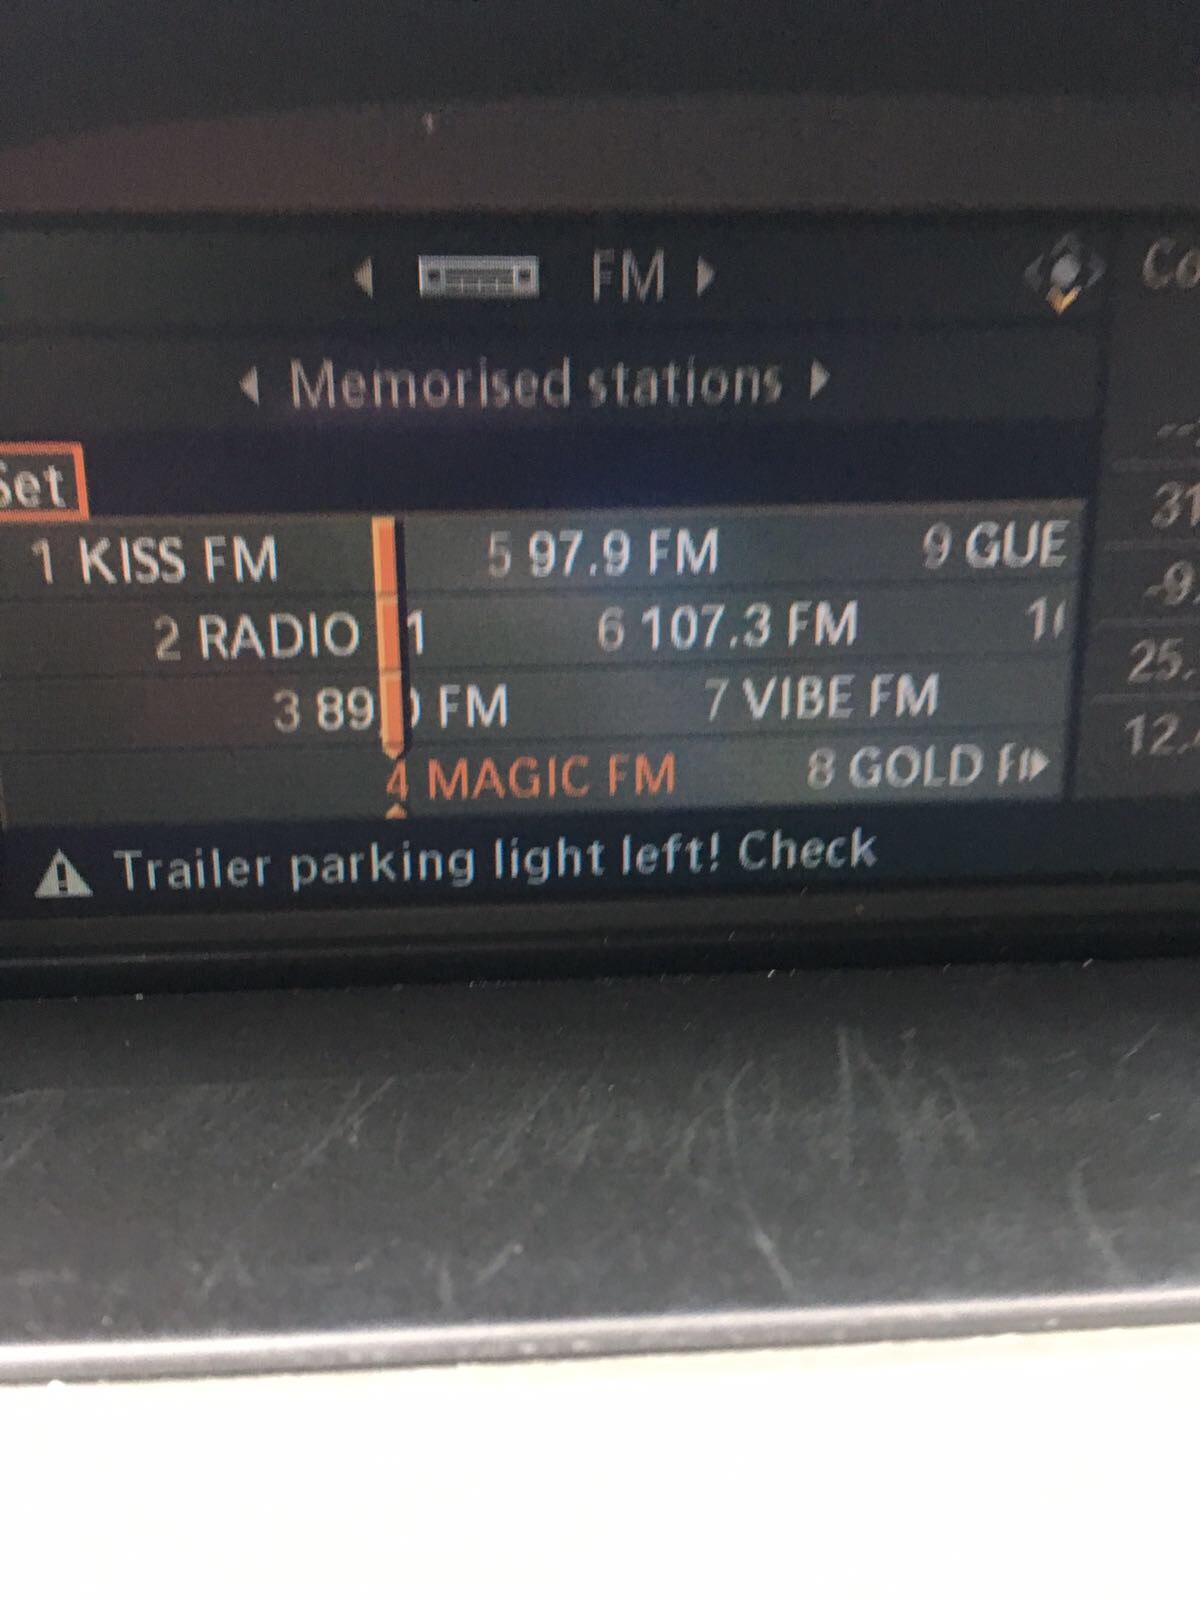 FM
Co
Memorised stations
Set
1 KISS FM 5 97.9 FM 9 GUE
2 RADIO 1 6 107.3 FM
3 89 FM 7 VIBE FM
4 MAGIC FM 8 GOLD
31
25.
12.
Trailer parking light left! Check